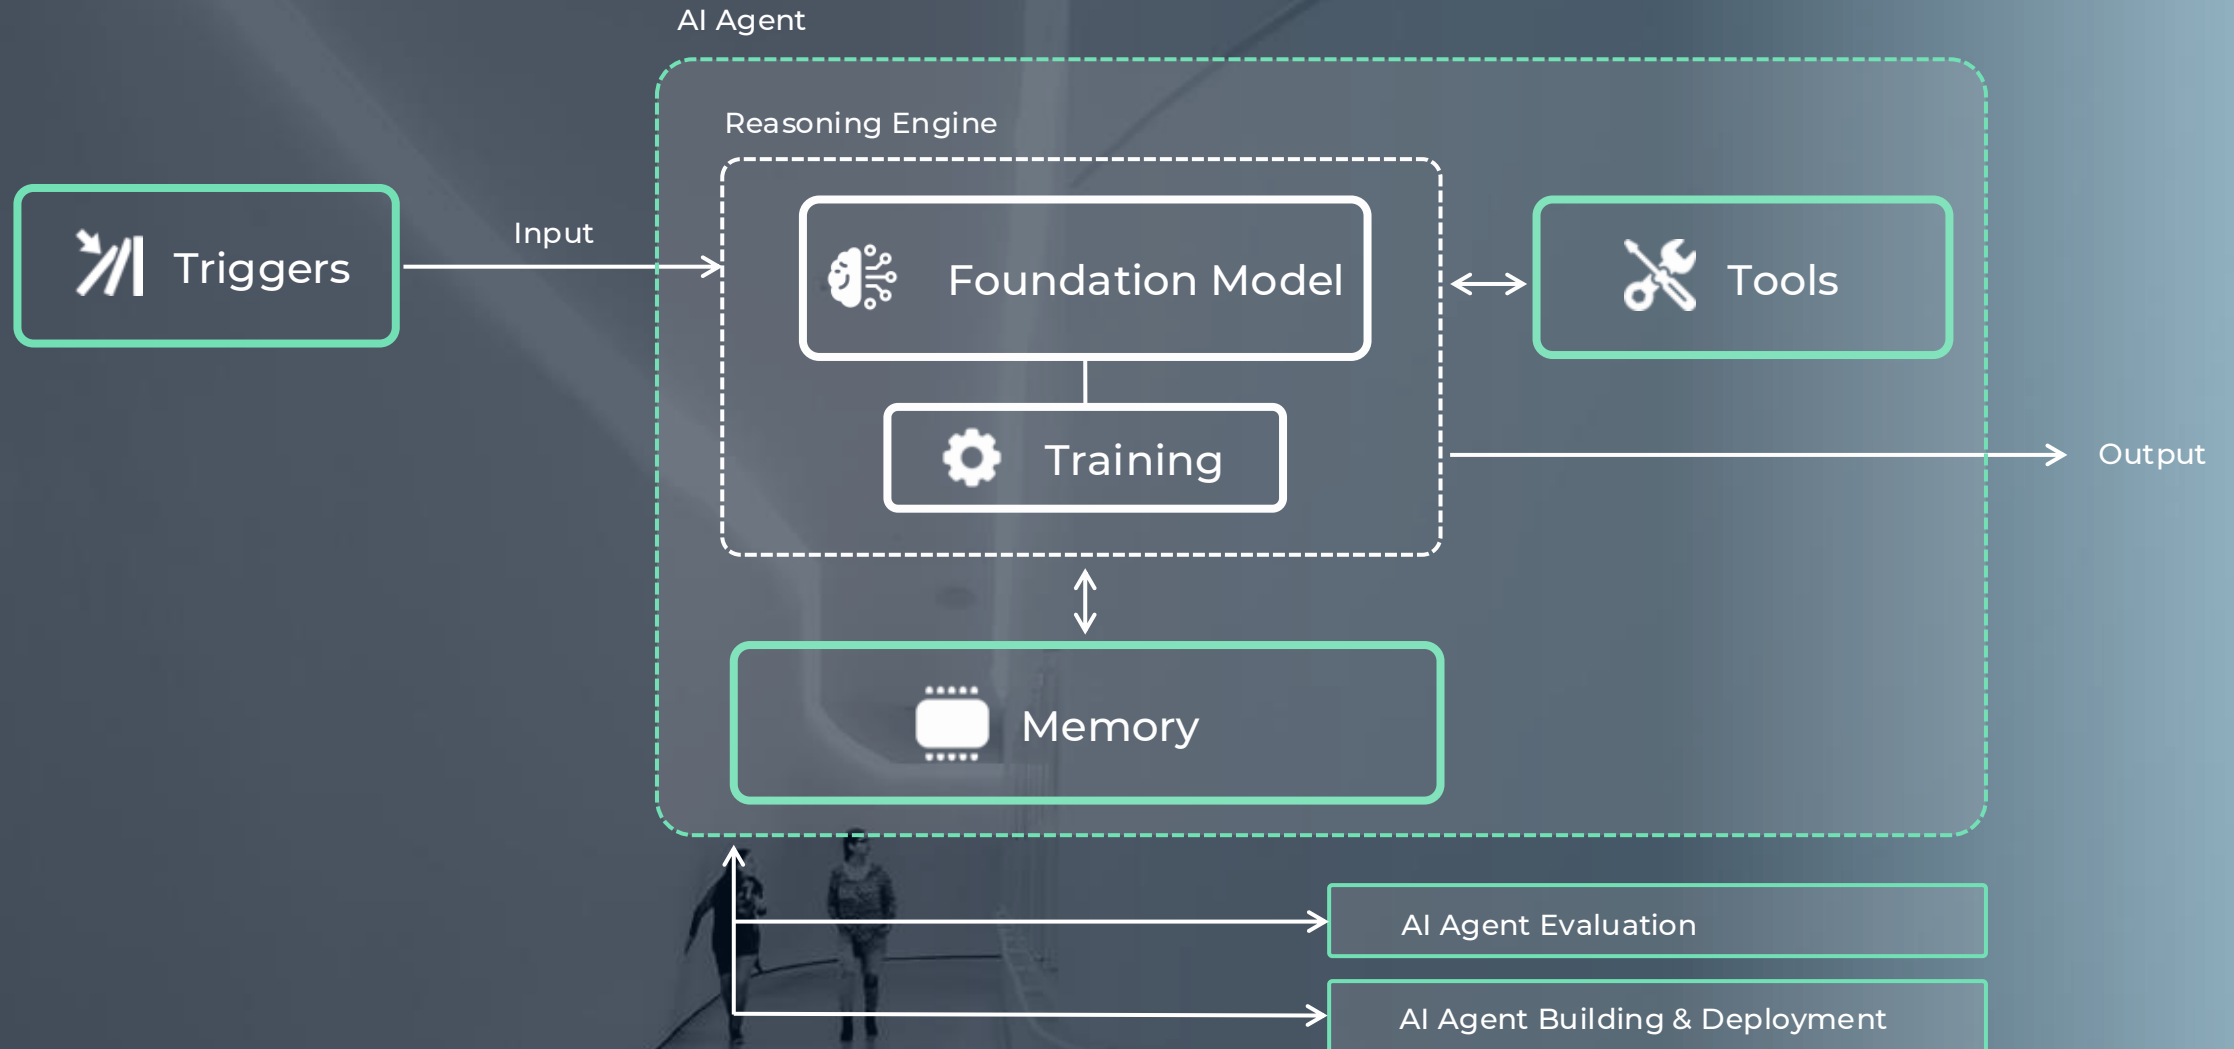 AI Agent
Reasoning Engine
Triggers
Input
Foundation Model
Tools
Training
Output
Memory
AI Agent Evaluation
AI Agent Building & Deployment